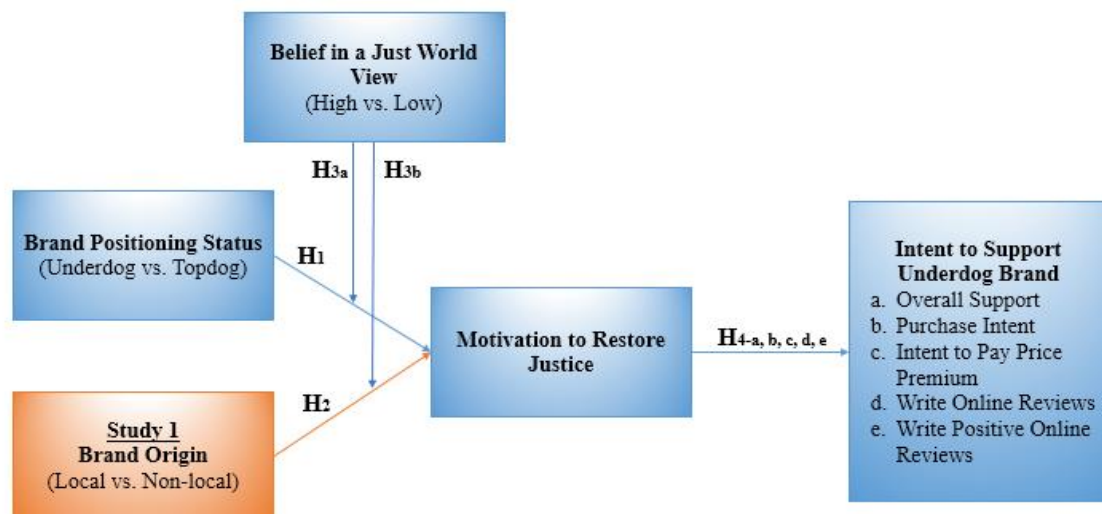 Belief in a Just World
View
(High vs. Low)
H3a
H3b
Brand Positioning Status
(Underdog vs. Topdog)
H1
Intent to Support
Underdog Brand
a. Overall Support
b. Purchase Intent
c. Intent to Pay Price
Premium
d. Write Online Reviews
e. Write Positive Online
Reviews
Motivation to Restore
Justice
H4-a, b, c, d, e
H2
Study 1
Brand Origin
(Local vs. Non-local)